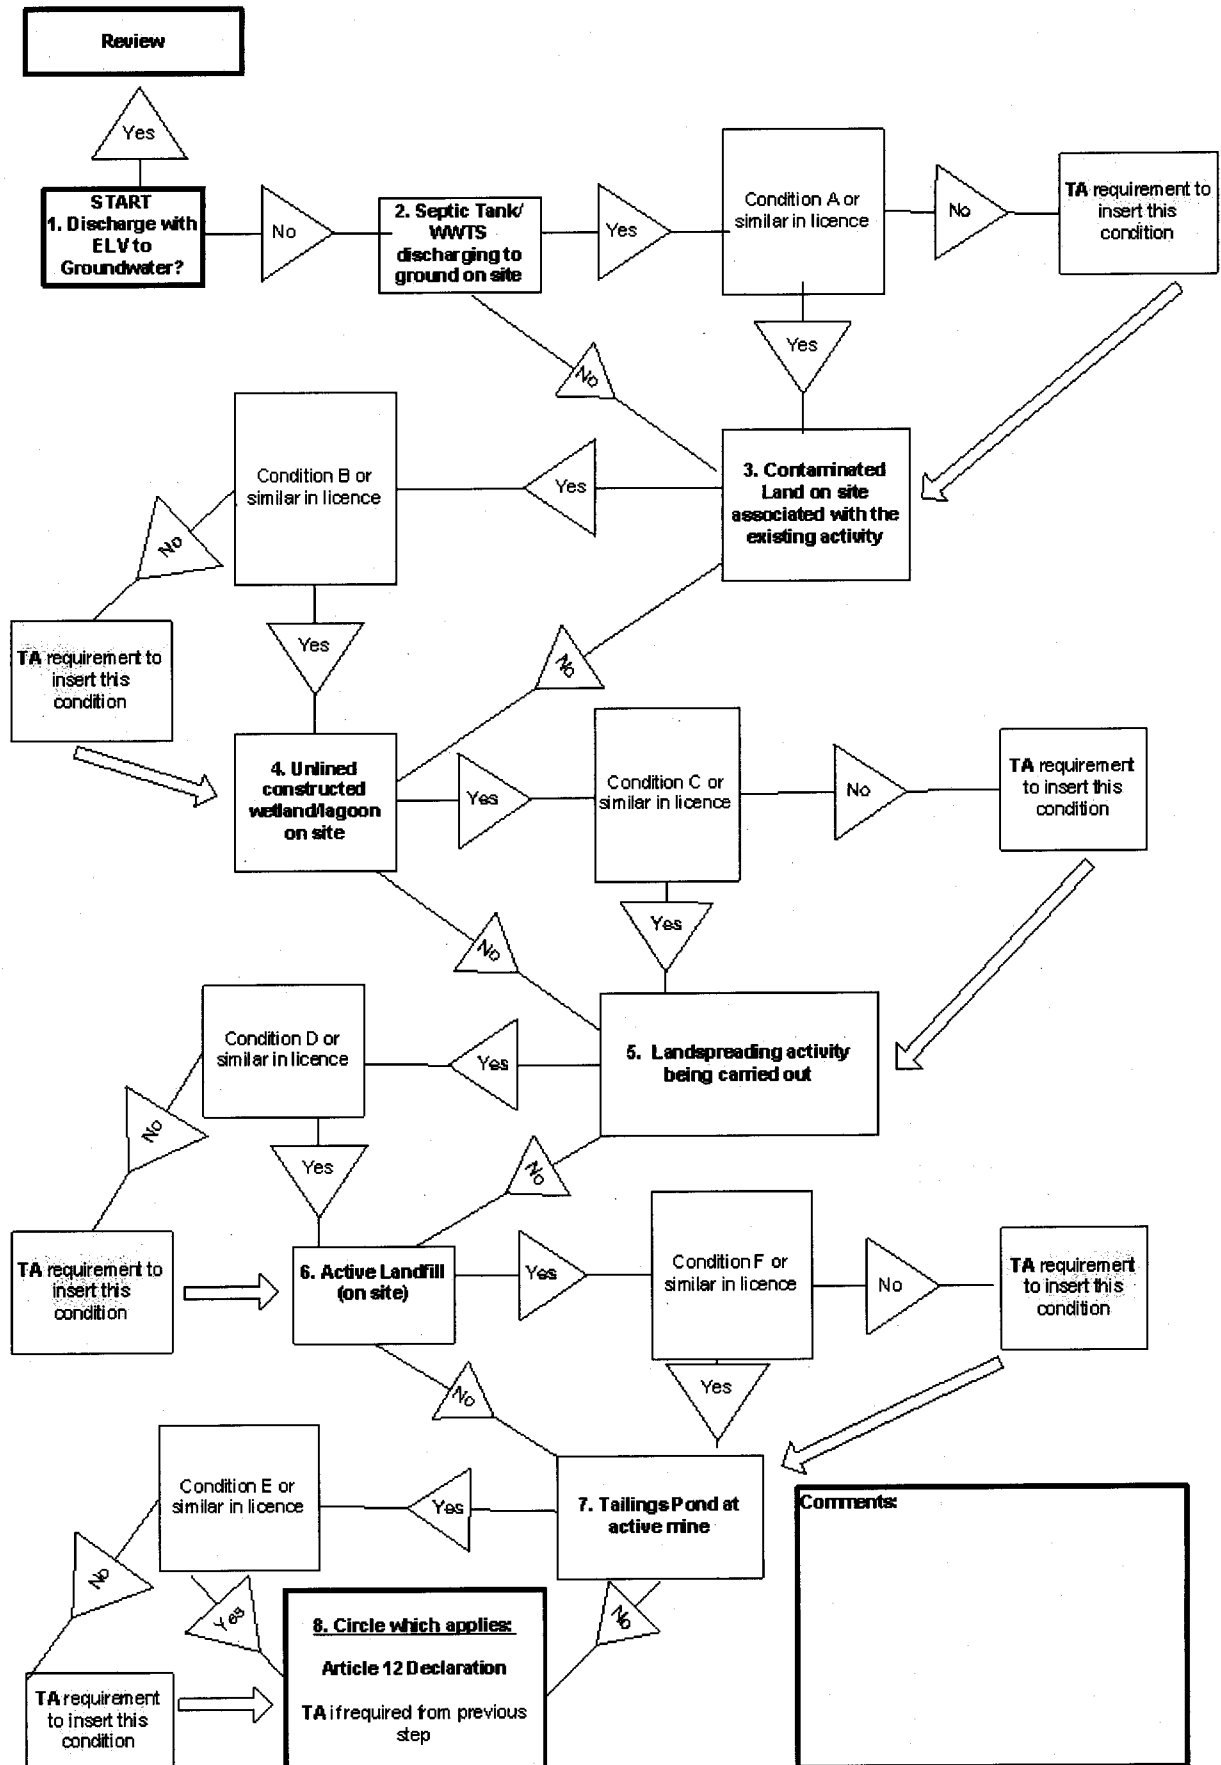 Review
Yes
START
1. Discharge with
ELV to
Groundwater?
No
2. Septic Tank/
WWTS
discharging to
ground on site
Yes
Condition A or
similar in licence
No
TA requirement to
insert this
condition
Yes
No
3. Contaminated
Land on site
associated with the
existing activity
Yes
Condition B or
similar in licence
No
TA requirement to
insert this
condition
Yes
No
4. Unlined
constructed
wetland/lagoon
on site
Yes
Condition C or
similar in licence
No
TA requirement
to insert this
condition
Yes
No
5. Landspreading activity
being carried out
Yes
Condition D or
similar in licence
No
TA requirement to
insert this
condition
Yes
No
6. Active Landfill
(on site)
Yes
Condition F or
similar in licence
No
TA requirement
to insert this
condition
Yes
No
7. Tailings Pond at
active mine
Yes
Condition E or
similar in licence
No
TA requirement
to insert this
condition
Yes
No
8. Circle which applies:
Article 12 Declaration
TA if required from previous
step
Comments: